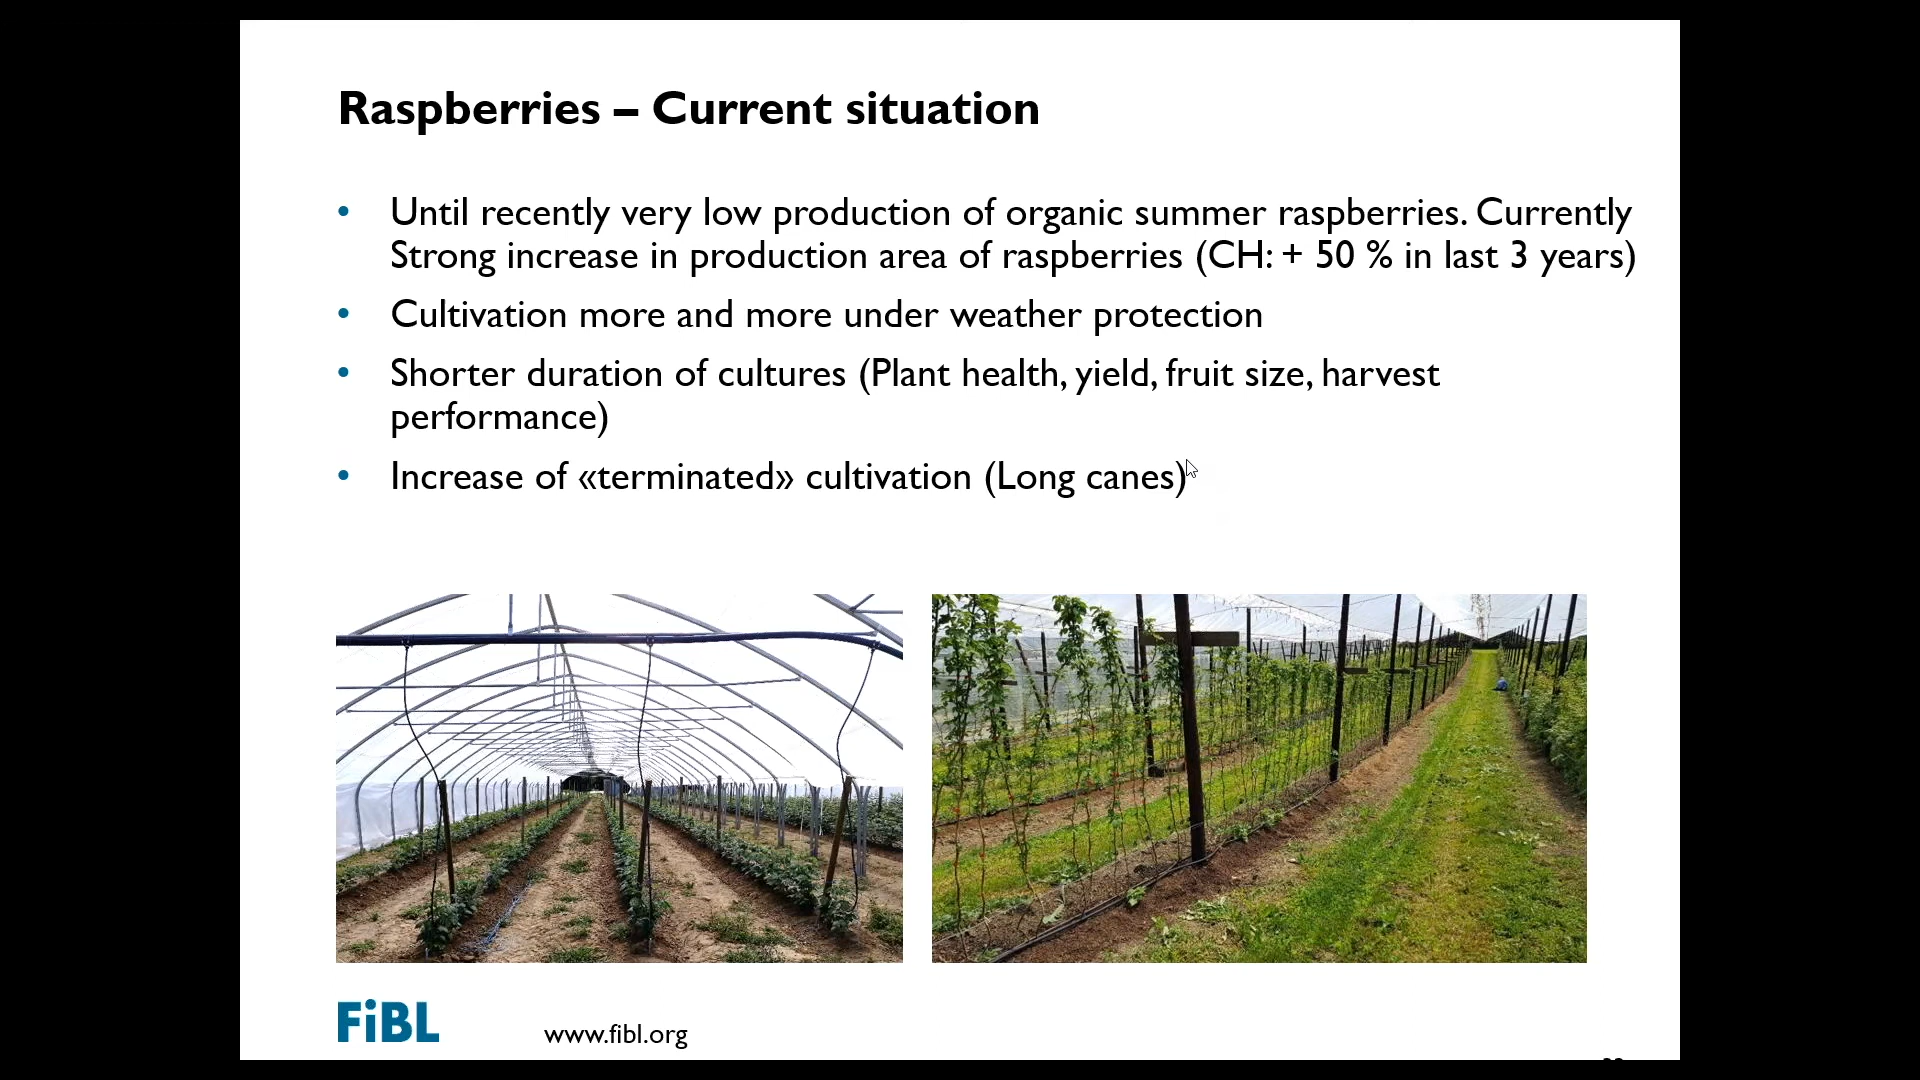 Raspberries – Current situation
• Until recently very low production of organic summer raspberries. Currently
Strong increase in production area of raspberries (CH: + 50 % in last 3 years)
• Cultivation more and more under weather protection
• Shorter duration of cultures (Plant health, yield, fruit size, harvest
performance)
• Increase of «terminated» cultivation (Long canes)
FiBL
www.fibl.org